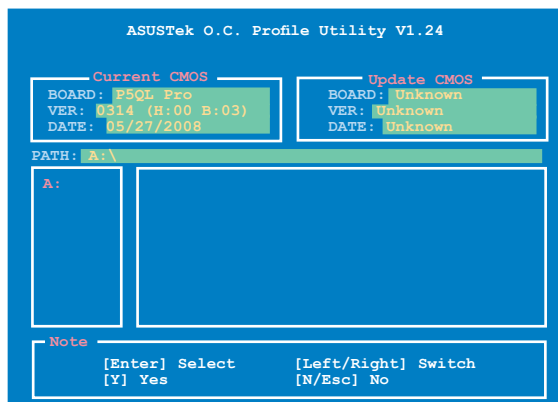 ASUSTek O.C. Profile Utility V1.24
Current CMOS
BOARD: P5QL Pro
VER: 0314 (H:00 B:03)
DATE: 05/27/2008
Update CMOS
BOARD: Unknown
VER: Unknown
DATE: Unknown
PATH: A:\
A:
Note
[Enter] Select [Left/Right] Switch
[Y] Yes [N/Esc] No